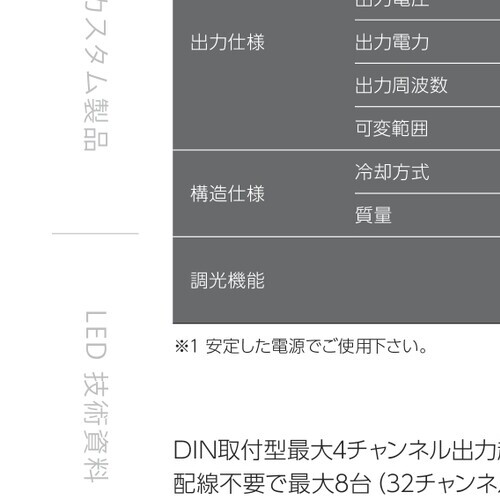 カスタム製品
LED 技術資料
出力電圧
出力仕様
出力電力
出力周波数
可変範囲
構造仕様
冷却方式
質量
調光機能
※1 安定した電源でご使用下さい。
DIN取付型最大4チャンネル出力
配線不要で最大8台（32チャンネ